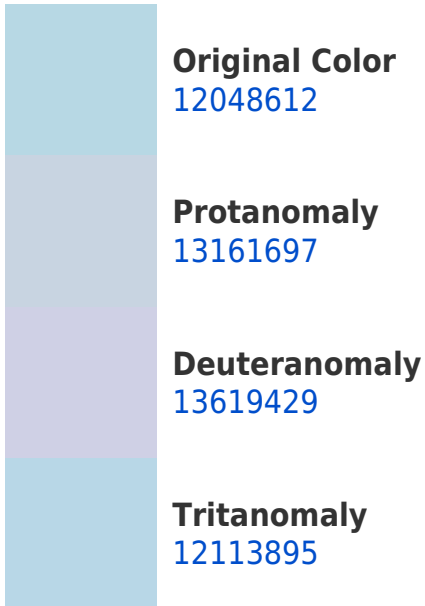 Original Color
12048612
Protanomaly
13161697
Deuteranomaly
13619429
Tritanomaly
12113895